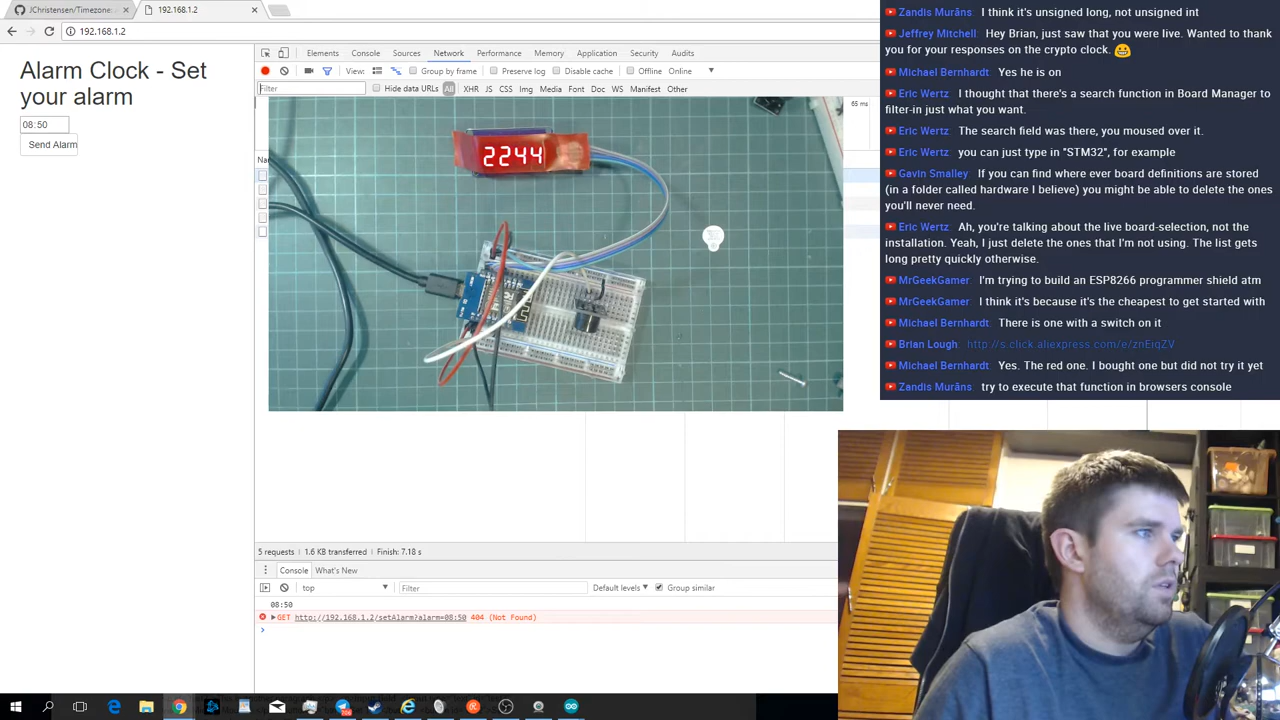 JChristensen/Timezone:
192.168.1.2
192.168.1.2
Alarm Clock - Set
your alarm
08:50
Send Alarm
Elements Console Sources Network Performance Memory Application Security Audits
View: Group by frame Preserve log Disable cache Offline Online
Filter Hide data URLs All XHR JS CSS Img Media Font Doc WS Manifest Other
65 ms
2244
5 requests 1.6 KB transferred Finish: 7.18 s
Console What's New
top Filter Default levels Group similar
08:50
GET http://192.168.1.2/setAlarm?alarm=08:50 404 (Not Found)
Zandis Murāns I think it's unsigned long, not unsigned int
Jeffrey Mitchell Hey Brian, just saw that you were live. Wanted to thank
you for your responses on the crypto clock.
Michael Bernhardt Yes he is on
Eric Wertz I thought that there's a search function in Board Manager to
filter-in just what you want.
Eric Wertz The search field was there, you moused over it.
Eric Wertz you can just type in "STM32", for example
Gavin Smalley If you can find where ever board definitions are stored
(in a folder called hardware I believe) you might be able to delete the ones
you'll never need.
Eric Wertz Ah, you're talking about the live board-selection, not the
installation. Yeah, I just delete the ones that I'm not using. The list gets
long pretty quickly otherwise.
MrGeekGamer I'm trying to build an ESP8266 programmer shield atm
MrGeekGamer I think it's because it's the cheapest to get started with
Michael Bernhardt There is one with a switch on it
Brian Lough http://s.click.aliexpress.com/e/znEiqZV
Michael Bernhardt Yes. The red one. I bought one but did not try it yet
Zandis Murāns try to execute that function in browsers console